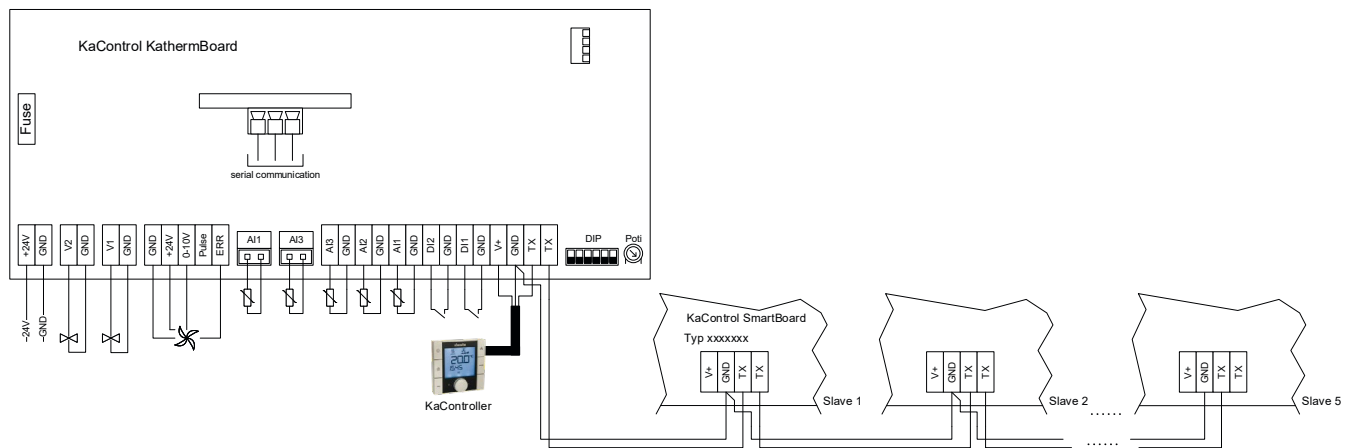 KaControl KathermBoard
Fuse
serial communication
+24V GND V2 GND V1 GND GND +24V 0-10V Pulse ERR AI1 AI3 AI3 GND AI2 GND AI1 GND DI2 GND DI1 GND V+ GND TX TX DIP Poti
~24V ~GND
20.0°
KaController
KaControl SmartBoard
Typ xxxxxxx
V+ GND TX TX
V+ GND TX TX
V+ GND TX TX
Slave 1
Slave 2
......
Slave 5
......